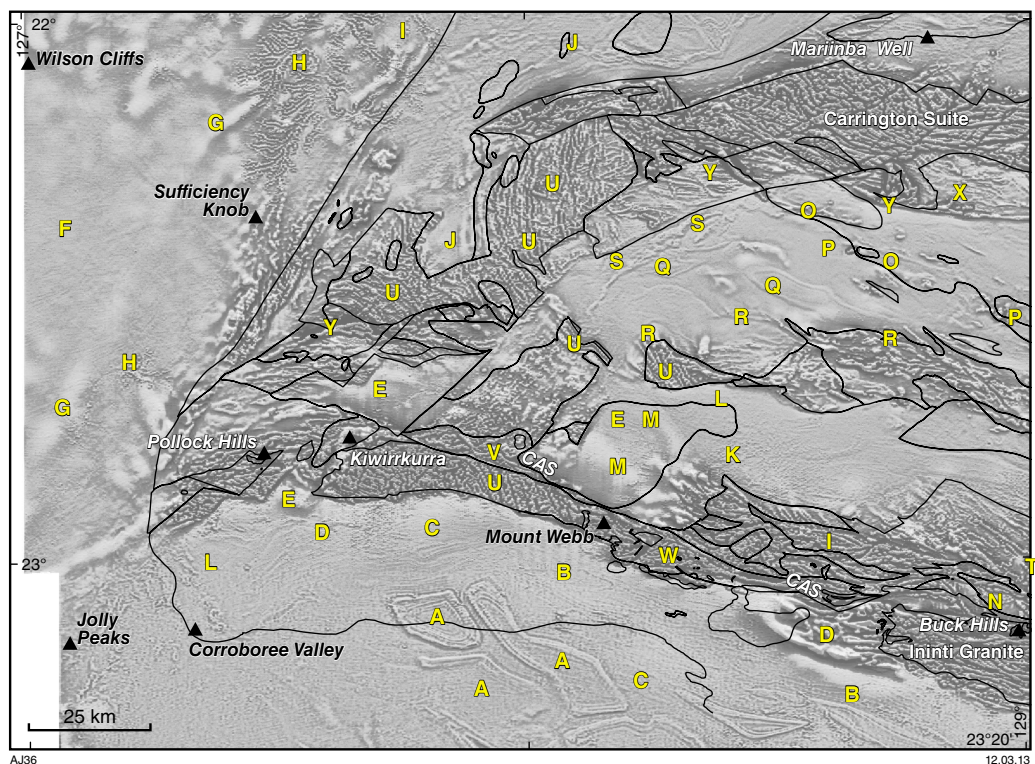 22°
127°
I
J
Mariinba Well
Wilson Cliffs
H
G
Carrington Suite
Y
U
Sufficiency
Knob
X
Y
O
S
F
J
U
P
S
Q
O
Q
U
R
P
Y
R
R
U
H
U
E
L
G
E
M
Pollock Hills
V
K
Kiwirrkurra
CAS
M
U
E
D
C
Mount Webb
I
W
23°
L
B
T
CAS
N
A
Jolly
Peaks
D
Buck Hills
Corroboree Valley
Ininti Granite
A
A
C
B
25 km
129°
23°20'
AJ36
12.03.13